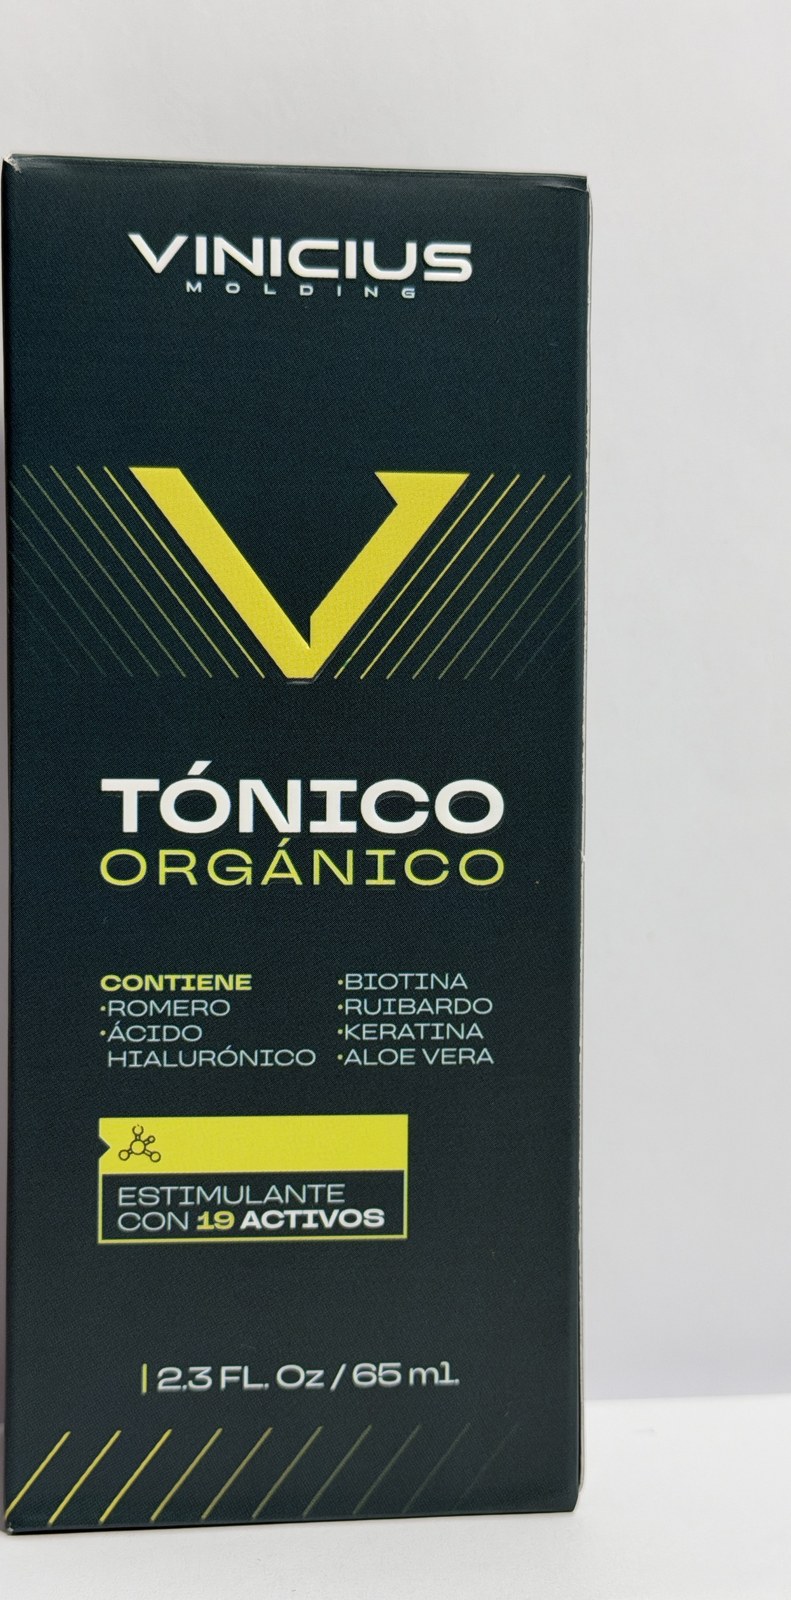 VINICIUS
MOLDING
TÓNICO
ORGÁNICO
CONTIENE
·ROMERO
·ÁCIDO
HIALURÓNICO
·BIOTINA
·RUIBARDO
·KERATINA
·ALOE VERA
ESTIMULANTE
CON 19 ACTIVOS
2.3 FL. Oz / 65 ml.